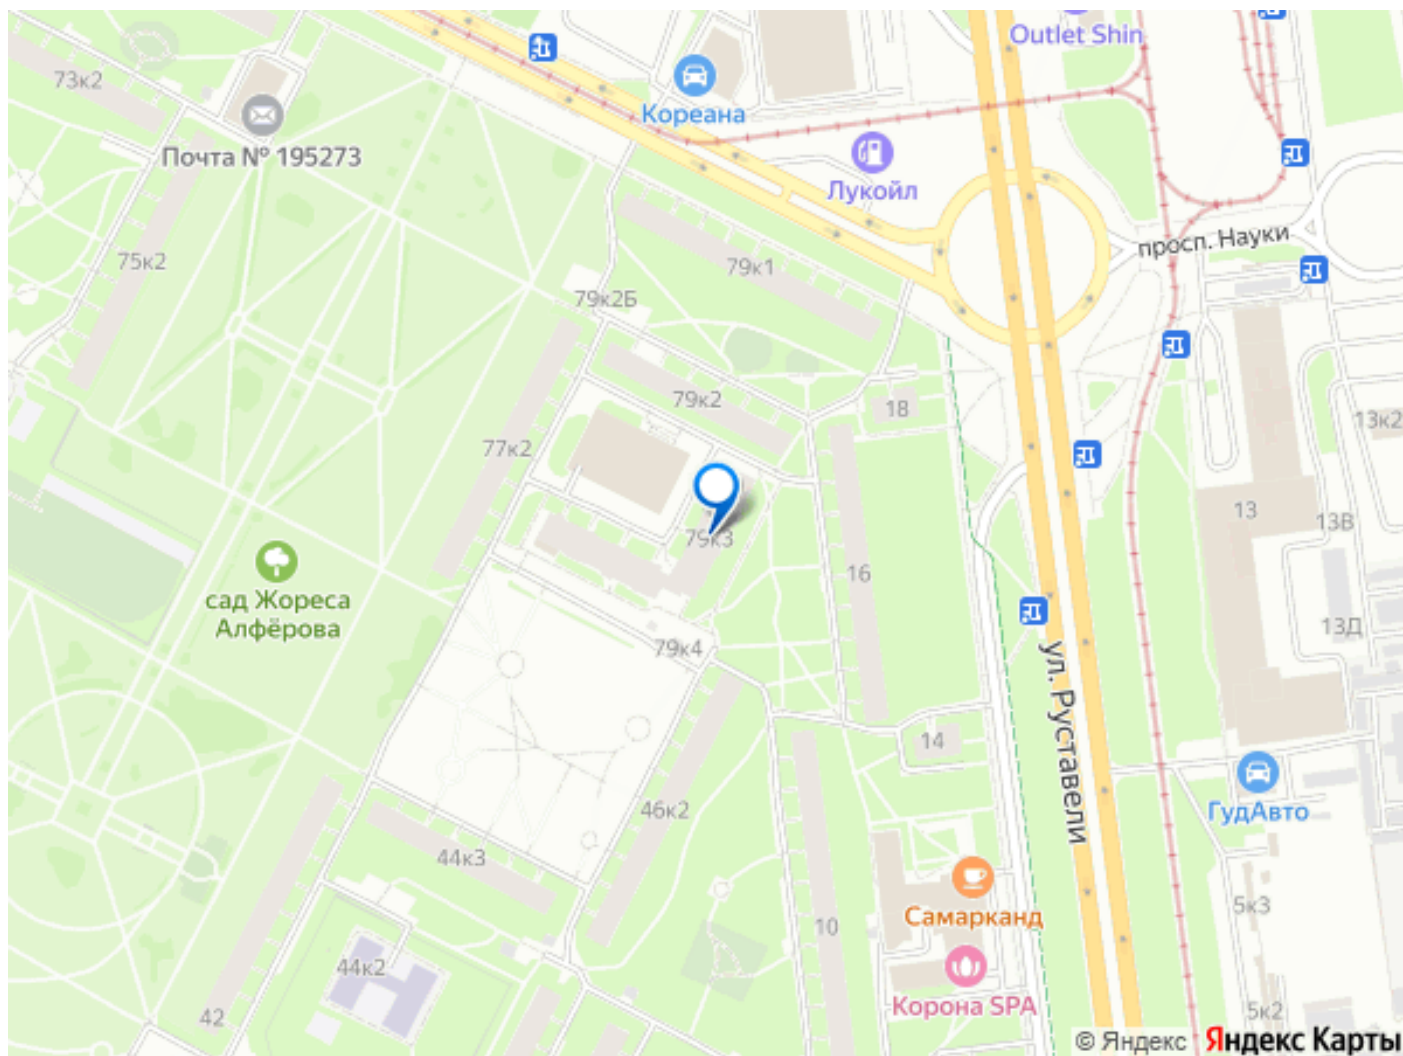 Outlet Shin
73к2
Кореана
Почта № 195273
Лукойл
просп. Науки
75к2
79к1
79к2Б
79к2
18
13к2
77к2
13
13В
79к3
16
сад Жореса
Алфёрова
13Д
79к4
ул. Руставели
14
46к2
ГудАвто
44к3
Самарканд
5к3
10
44к2
Корона SPA
42
5к2
© Яндекс Яндекс Карты